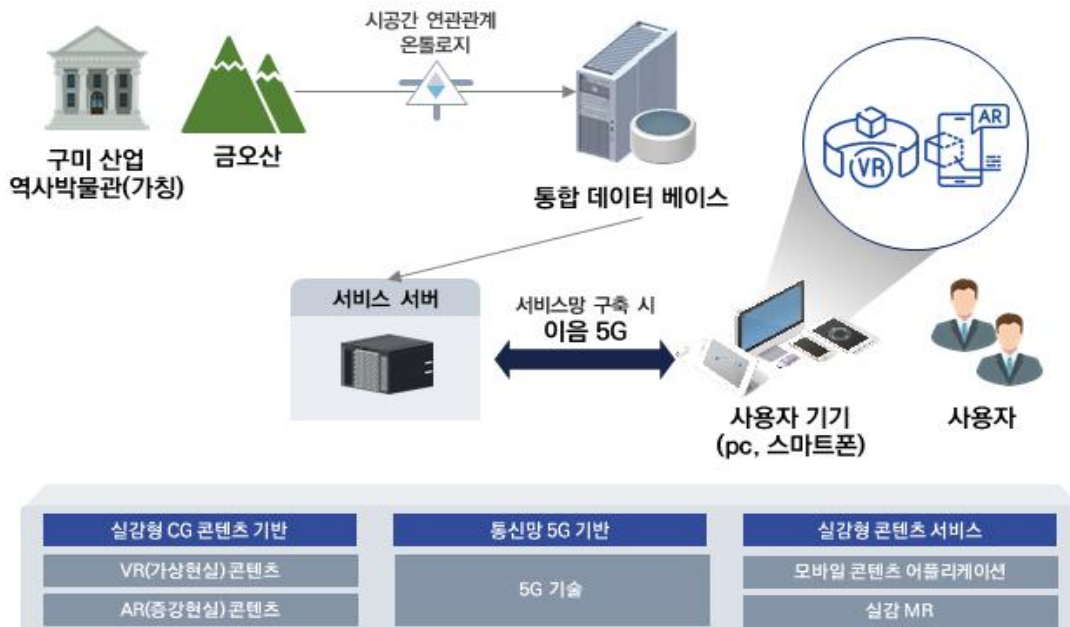 시공간 연관관계
온톨로지
구미 산업
역사박물관(가칭)
금오산
통합 데이터 베이스
VR
AR
서비스 서버
서비스망 구축 시
이음 5G
사용자 기기
(pc, 스마트폰)
사용자
실감형 CG 콘텐츠 기반
VR(가상현실) 콘텐츠
AR(증강현실) 콘텐츠
통신망 5G 기반
5G 기술
실감형 콘텐츠 서비스
모바일 콘텐츠 어플리케이션
실감 MR